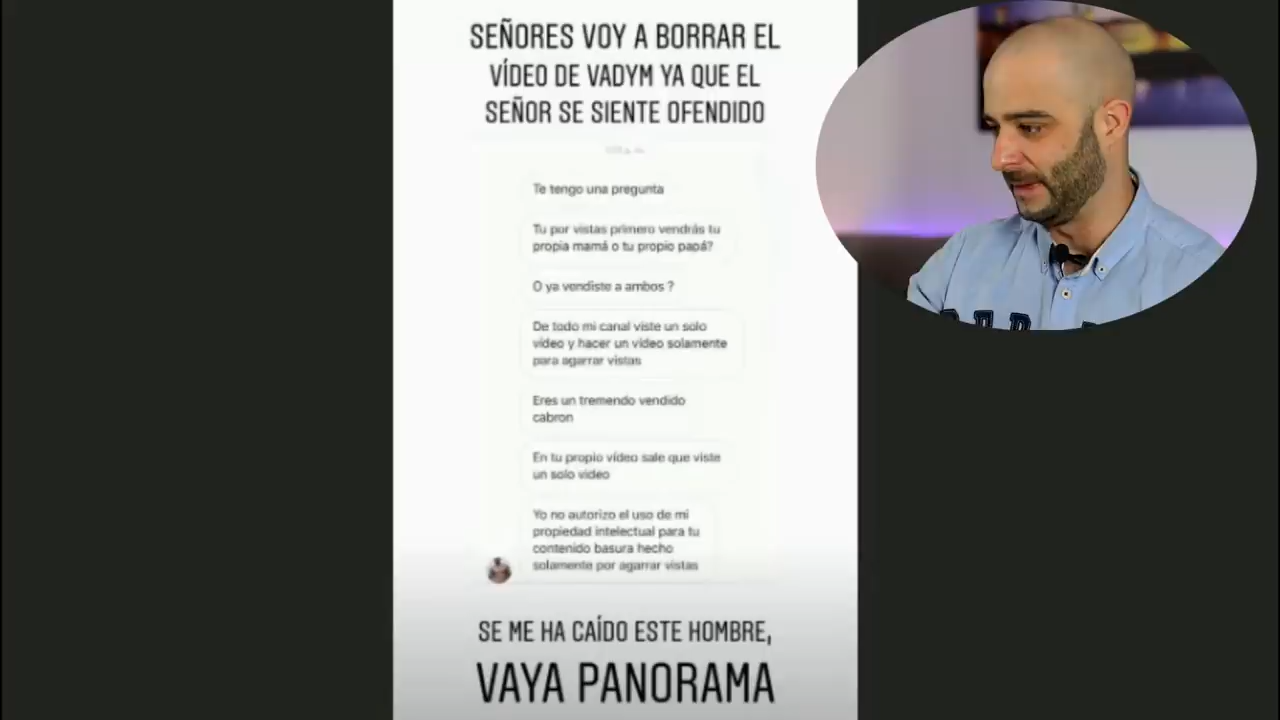 SEÑORES VOY A BORRAR EL
VÍDEO DE VADYM YA QUE EL
SEÑOR SE SIENTE OFENDIDO
Te tengo una pregunta
Tu por vistas primero vendrás tu
propia mamá o tu propio papá?
O ya vendiste a ambos ?
De todo mi canal viste un solo
vídeo y hacer un vídeo solamente
para agarrar vistas
Eres un tremendo vendido
cabron
En tu propio vídeo sale que viste
un solo video
Yo no autorizo el uso de mi
propiedad intelectual para tu
contenido basura hecho
solamente por agarrar vistas
SE ME HA CAÍDO ESTE HOMBRE,
VAYA PANORAMA